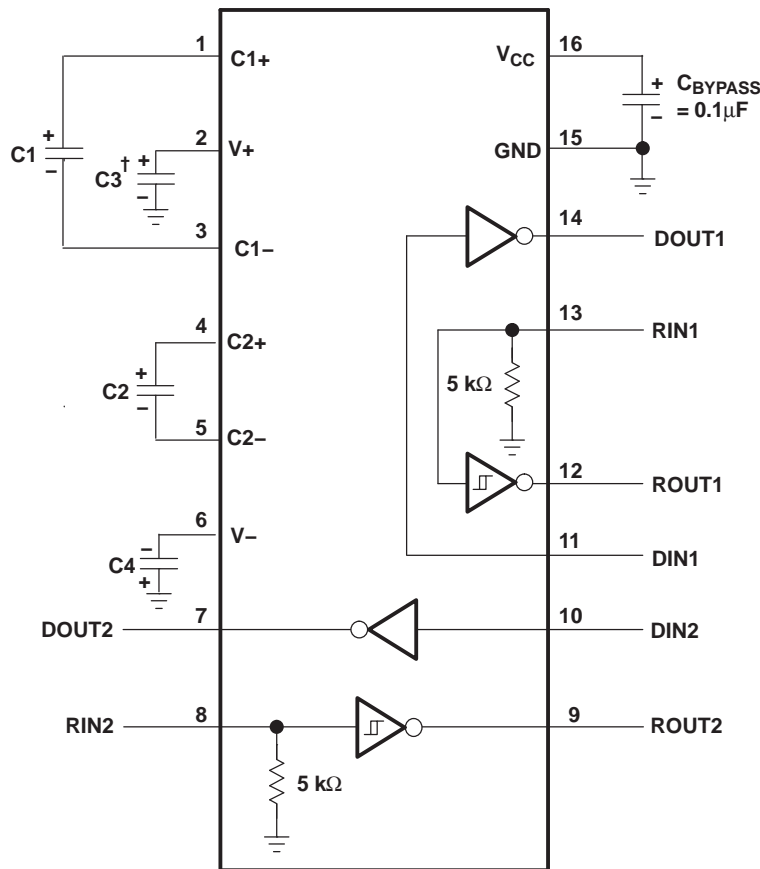 1 C1+ VCC 16
+ CBYPASS
– = 0.1μF
C1 + –
2 V+ GND 15
C3† + –
3 C1– 14 DOUT1
13 RIN1
4 C2+
5 kΩ
C2 + –
5 C2–
12 ROUT1
6 V– 11 DIN1
C4 – +
DOUT2 7 10 DIN2
RIN2 8 9 ROUT2
5 kΩ